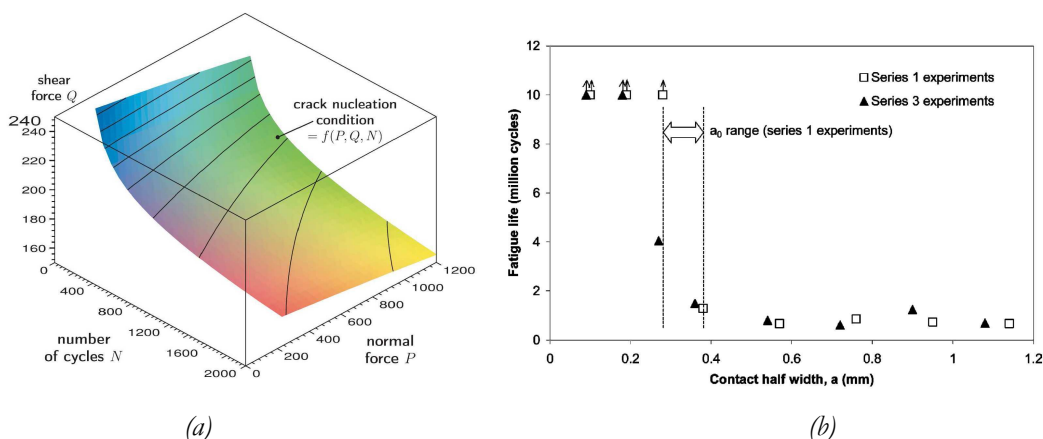 shear
force Q
240
240
220
200
180
160
0
400
800
1200
1600
2000
number
of cycles N
crack nucleation
condition
= f(P, Q, N)
1200
1000
800
600
400
200
0
normal
force P
(a)
12
10
8
6
4
2
0
Fatigue life (million cycles)
□ Series 1 experiments
▲ Series 3 experiments
a₀ range (series 1 experiments)
0 0.2 0.4 0.6 0.8 1 1.2
Contact half width, a (mm)
(b)